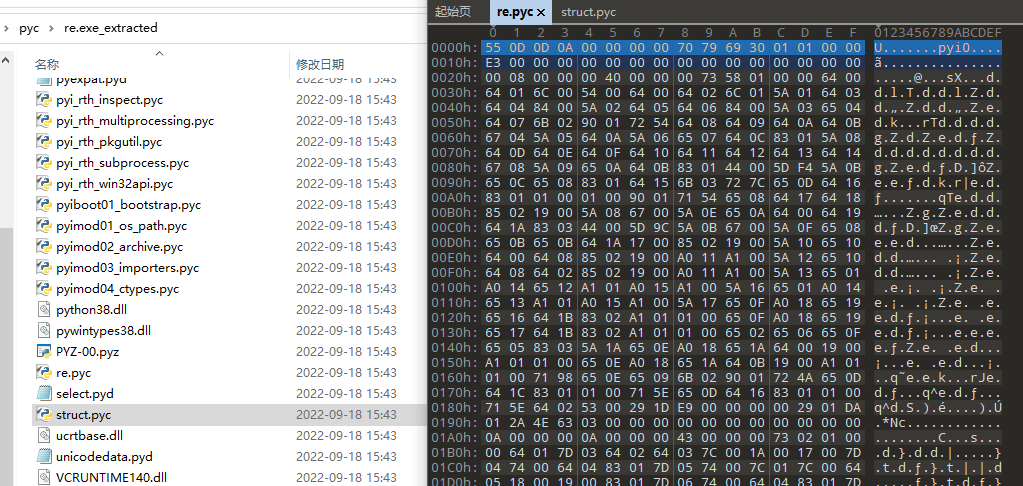 pyc › re.exe_extracted
名称 修改日期
pyexpat.pyd 2022-09-18 15:43
pyi_rth_inspect.pyc 2022-09-18 15:43
pyi_rth_multiprocessing.pyc 2022-09-18 15:43
pyi_rth_pkgutil.pyc 2022-09-18 15:43
pyi_rth_subprocess.pyc 2022-09-18 15:43
pyi_rth_win32api.pyc 2022-09-18 15:43
pyiboot01_bootstrap.pyc 2022-09-18 15:43
pyimod01_os_path.pyc 2022-09-18 15:43
pyimod02_archive.pyc 2022-09-18 15:43
pyimod03_importers.pyc 2022-09-18 15:43
pyimod04_ctypes.pyc 2022-09-18 15:43
python38.dll 2022-09-18 15:43
pywintypes38.dll 2022-09-18 15:43
PYZ-00.pyz 2022-09-18 15:43
re.pyc 2022-09-18 15:43
select.pyd 2022-09-18 15:43
struct.pyc 2022-09-18 15:43
ucrtbase.dll 2022-09-18 15:43
unicodedata.pyd 2022-09-18 15:43
VCRUNTIME140.dll 2022-09-18 15:43
起始页 re.pyc × struct.pyc
0 1 2 3 4 5 6 7 8 9 A B C D E F 0123456789ABCDEF
0000h: 55 0D 0D 0A 00 00 00 00 70 79 69 30 01 01 00 00 U.......pyi0....
0010h: E3 00 00 00 00 00 00 00 00 00 00 00 00 00 00 00 ã...............
0020h: 00 08 00 00 00 40 00 00 00 73 58 01 00 00 64 00 .....@...sX...d.
0030h: 64 01 6C 00 54 00 64 00 64 02 6C 01 5A 01 64 03 d.l.T.d.d.l.Z.d.
0040h: 64 04 84 00 5A 02 64 05 64 06 84 00 5A 03 65 04 d.„.Z.d.d.„.Z.e.
0050h: 64 07 6B 02 90 01 72 54 64 08 64 09 64 0A 64 0B d.k...rTd.d.d.d.
0060h: 67 04 5A 05 64 0A 5A 06 65 07 64 0C 83 01 5A 08 g.Z.d.Z.e.d.ƒ.Z.
0070h: 64 0D 64 0E 64 0F 64 10 64 11 64 12 64 13 64 14 d.d.d.d.d.d.d.d.
0080h: 67 08 5A 09 65 0A 64 0B 83 01 44 00 5D F4 5A 0B g.Z.e.d.ƒ.D.]ôZ.
0090h: 65 0C 65 08 83 01 64 15 6B 03 72 7C 65 0D 64 16 e.e.ƒ.d.k.r|e.d.
00A0h: 83 01 01 00 01 00 90 01 71 54 65 08 64 17 64 18 ƒ.......qTe.d.d.
00B0h: 85 02 19 00 5A 08 67 00 5A 0E 65 0A 64 00 64 19 …...Z.g.Z.e.d.d.
00C0h: 64 1A 83 03 44 00 5D 9C 5A 0B 67 00 5A 0F 65 08 d.ƒ.D.]œZ.g.Z.e.
00D0h: 65 0B 65 0B 64 1A 17 00 85 02 19 00 5A 10 65 10 e.e.d...…...Z.e.
00E0h: 64 00 64 08 85 02 19 00 A0 11 A1 00 5A 12 65 10 d.d.…... .¡.Z.e.
00F0h: 64 08 64 02 85 02 19 00 A0 11 A1 00 5A 13 65 01 d.d.…... .¡.Z.e.
0100h: A0 14 65 12 A1 01 A0 15 A1 00 5A 16 65 01 A0 14 .e.¡. .¡.Z.e. .
0110h: 65 13 A1 01 A0 15 A1 00 5A 17 65 0F A0 18 65 19 e.¡. .¡.Z.e. .e.
0120h: 65 16 64 1B 83 02 A1 01 01 00 65 0F A0 18 65 19 e.d.ƒ.¡...e. .e.
0130h: 65 17 64 1B 83 02 A1 01 01 00 65 02 65 06 65 0F e.d.ƒ.¡...e.e.e.
0140h: 65 05 83 03 5A 1A 65 0E A0 18 65 1A 64 00 19 00 e.ƒ.Z.e. .e.d...
0150h: A1 01 01 00 65 0E A0 18 65 1A 64 0B 19 00 A1 01 ¡...e. .e.d...¡.
0160h: 01 00 71 98 65 0E 65 09 6B 02 90 01 72 4A 65 0D ..q˜e.e.k...rJe.
0170h: 64 1C 83 01 01 00 71 5E 65 0D 64 16 83 01 01 00 d.ƒ...q^e.d.ƒ...
0180h: 71 5E 64 02 53 00 29 1D E9 00 00 00 00 29 01 DA q^d.S.).é....).Ú
0190h: 01 2A 4E 63 03 00 00 00 00 00 00 00 00 00 00 00 .*Nc............
01A0h: 0A 00 00 00 0A 00 00 00 43 00 00 00 73 02 01 00 ........C...s...
01B0h: 00 64 01 7D 03 64 02 64 03 7C 00 1A 00 17 00 7D .d.}.d.d.|.....}
01C0h: 04 74 00 64 04 83 01 7D 05 74 00 7C 01 7C 00 64 .t.d.ƒ.}.t.|.|.d